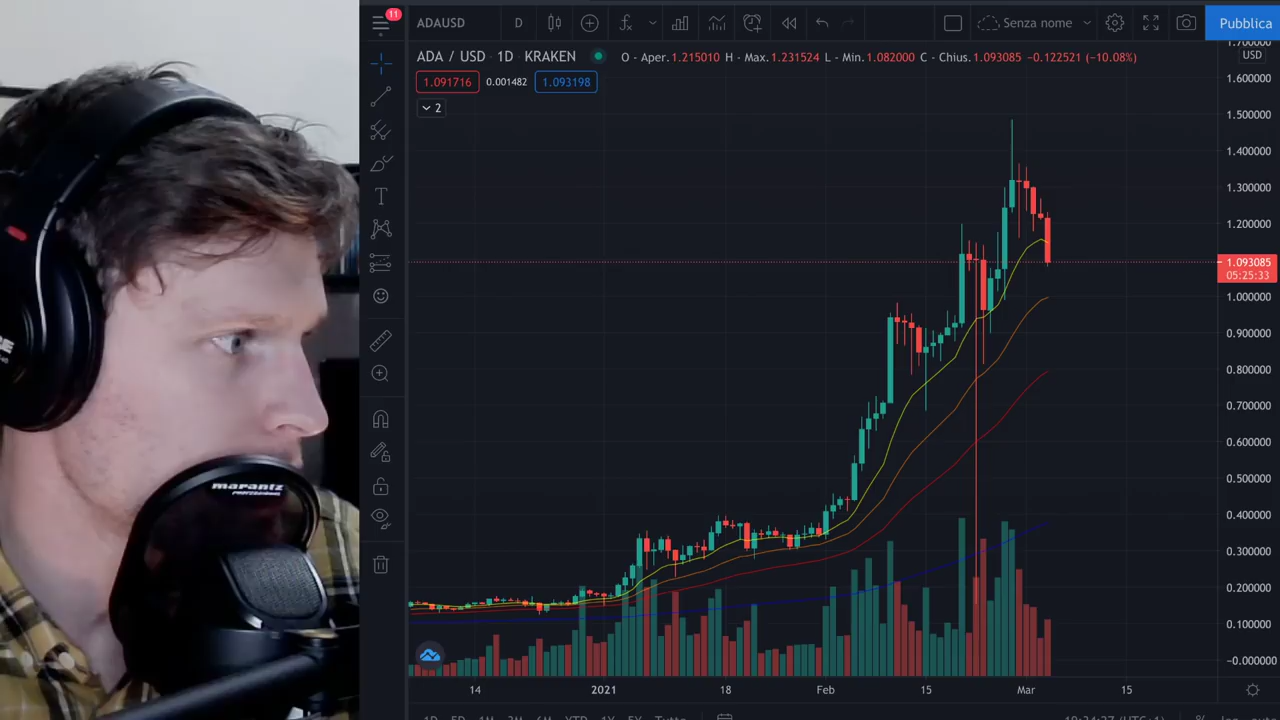 11
ADAUSD
D
Senza nome
Pubblica
ADA / USD · 1D · KRAKEN
O - Aper. 1.215010 H - Max. 1.231524 L - Min. 1.082000 C - Chius. 1.093085 −0.122521 (−10.08%)
1.091716
0.001482
1.093198
2
USD
1.600000
1.500000
1.400000
1.300000
1.200000
1.093085
05:25:33
1.000000
0.900000
0.800000
0.700000
0.600000
0.500000
0.400000
0.300000
0.200000
0.100000
-0.000000
14
2021
18
Feb
15
Mar
15
marantz
PROFESSIONAL